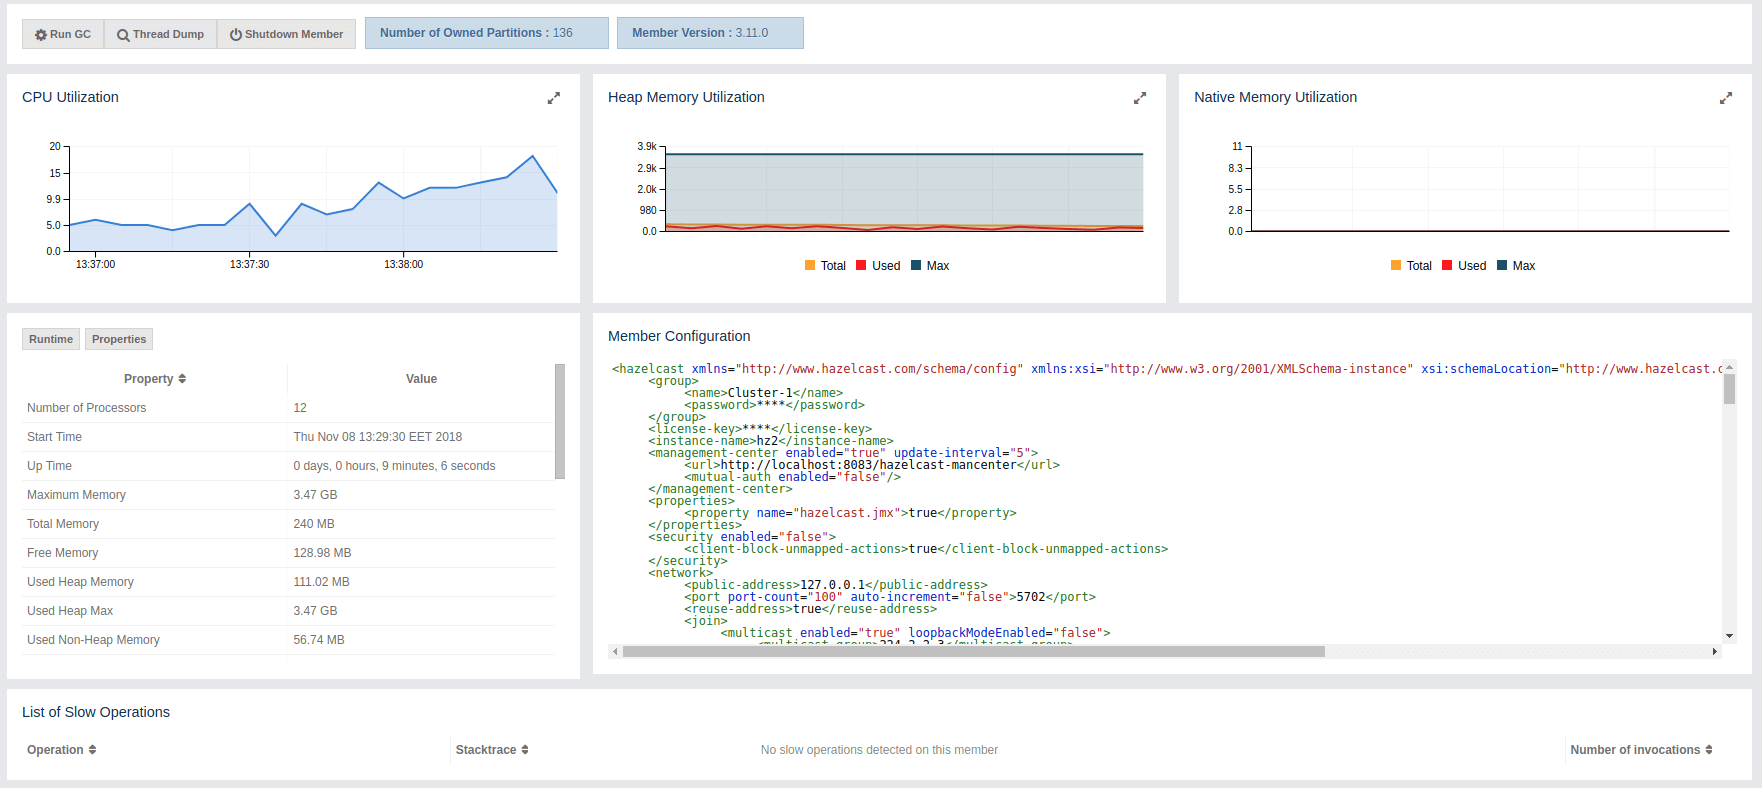 Run GC Thread Dump Shutdown Member Number of Owned Partitions : 136 Member Version : 3.11.0
CPU Utilization
20
15
9.9
5.0
0.0
13:37:00 13:37:30 13:38:00
Heap Memory Utilization
3.9k
2.9k
2.0k
980
0.0
Total Used Max
Native Memory Utilization
11
8.3
5.5
2.8
0.0
Total Used Max
Runtime Properties
Property Value
Number of Processors 12
Start Time Thu Nov 08 13:29:30 EET 2018
Up Time 0 days, 0 hours, 9 minutes, 6 seconds
Maximum Memory 3.47 GB
Total Memory 240 MB
Free Memory 128.98 MB
Used Heap Memory 111.02 MB
Used Heap Max 3.47 GB
Used Non-Heap Memory 56.74 MB
Member Configuration
<hazelcast xmlns="http://www.hazelcast.com/schema/config" xmlns:xsi="http://www.w3.org/2001/XMLSchema-instance" xsi:schemaLocation="http://www.hazelcast.c
<group>
<name>Cluster-1</name>
<password>****</password>
</group>
<license-key>****</license-key>
<instance-name>hz2</instance-name>
<management-center enabled="true" update-interval="5">
<url>http://localhost:8083/hazelcast-mancenter</url>
<mutual-auth enabled="false"/>
</management-center>
<properties>
<property name="hazelcast.jmx">true</property>
</properties>
<security enabled="false">
<client-block-unmapped-actions>true</client-block-unmapped-actions>
</security>
<network>
<public-address>127.0.0.1</public-address>
<port port-count="100" auto-increment="false">5702</port>
<reuse-address>true</reuse-address>
<join>
<multicast enabled="true" loopbackModeEnabled="false">
List of Slow Operations
Operation Stacktrace No slow operations detected on this member Number of invocations